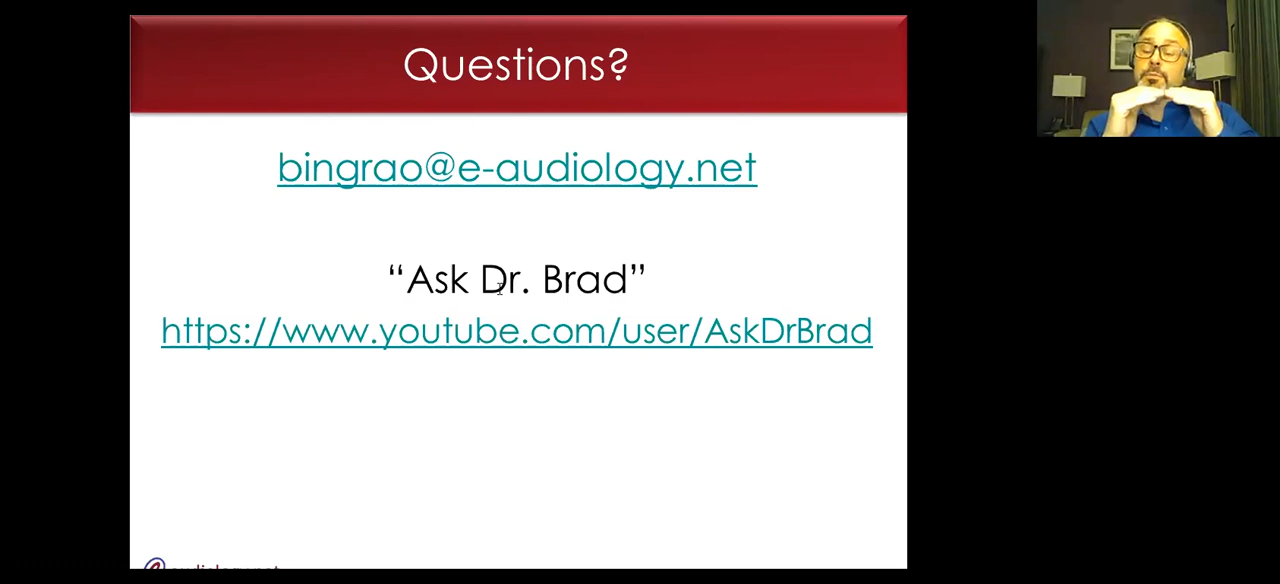 Questions?
bingrao@e-audiology.net
“Ask Dr. Brad”
https://www.youtube.com/user/AskDrBrad